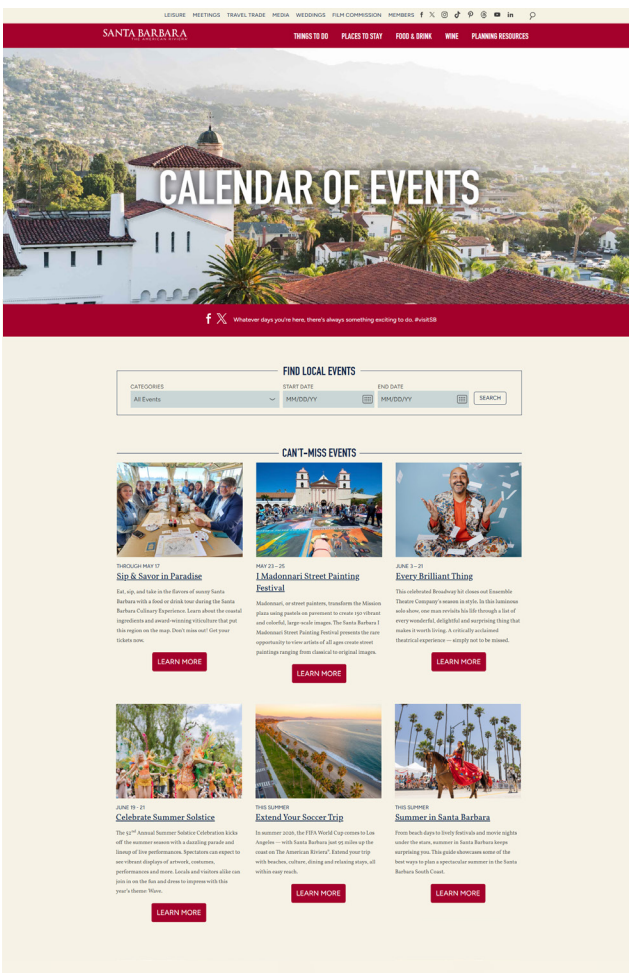 LEISURE MEETINGS TRAVEL TRADE MEDIA WEDDINGS FILM COMMISSION MEMBERS
SANTA BARBARA
THE AMERICAN RIVIERA
THINGS TO DO PLACES TO STAY FOOD & DRINK WINE PLANNING RESOURCES
CALENDAR OF EVENTS
Whatever days you're here, there's always something exciting to do. #visitSB
FIND LOCAL EVENTS
CATEGORIES
All Events
START DATE
MM/DD/YY
END DATE
MM/DD/YY
SEARCH
CAN'T-MISS EVENTS
THROUGH MAY 17
Sip & Savor in Paradise
Eat, sip, and take in the flavors of sunny Santa
Barbara with a food or drink tour during the Santa
Barbara Culinary Experience. Learn about the coastal
ingredients and award-winning viticulture that put
this region on the map. Don't miss out! Get your
tickets now.
LEARN MORE
MAY 23 – 25
I Madonnari Street Painting
Festival
Madonnari, or street painters, transform the Mission
plaza using pastels on pavement to create 150 vibrant
and colorful, large-scale images. The Santa Barbara I
Madonnari Street Painting Festival presents the rare
opportunity to view artists of all ages create street
paintings ranging from classical to original images.
LEARN MORE
JUNE 3 – 21
Every Brilliant Thing
This celebrated Broadway hit closes out Ensemble
Theatre Company's season in style. In this luminous
solo show, one man revisits his life through a list of
every wonderful, delightful and surprising thing that
makes it worth living. A critically acclaimed
theatrical experience — simply not to be missed.
LEARN MORE
JUNE 19 - 21
Celebrate Summer Solstice
The 52nd Annual Summer Solstice Celebration kicks
off the summer season with a dazzling parade and
lineup of live performances. Spectators can expect to
see vibrant displays of artwork, costumes,
performances and more. Locals and visitors alike can
join in on the fun and dress to impress with this
year's theme: Wave.
LEARN MORE
THIS SUMMER
Extend Your Soccer Trip
In summer 2026, the FIFA World Cup comes to Los
Angeles — with Santa Barbara just 95 miles up the
coast on The American Riviera®. Extend your trip
with beaches, culture, dining and relaxing stays, all
within easy reach.
LEARN MORE
THIS SUMMER
Summer in Santa Barbara
From beach days to lively festivals and movie nights
under the stars, summer in Santa Barbara keeps
surprising you. This guide showcases some of the
best ways to plan a spectacular summer in the Santa
Barbara South Coast.
LEARN MORE